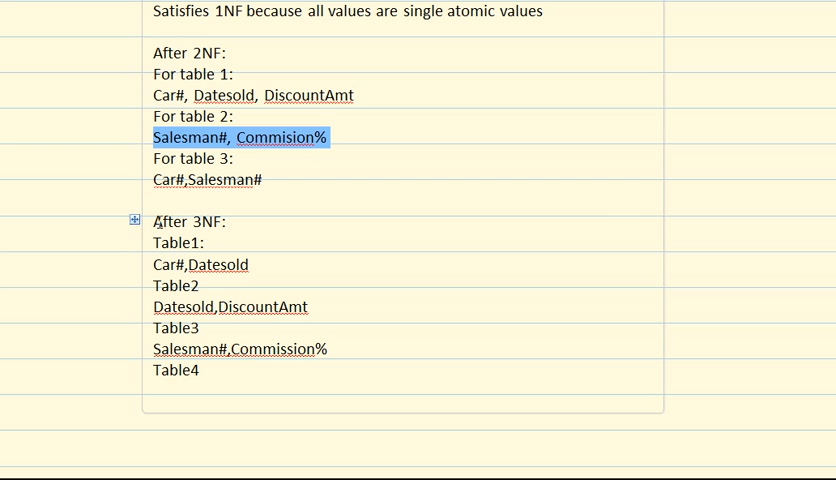 Satisfies 1NF because all values are single atomic values
After 2NF:
For table 1:
Car#, Datesold, DiscountAmt
For table 2:
Salesman#, Commision%
For table 3:
Car#,Salesman#
After 3NF:
Table1:
Car#,Datesold
Table2
Datesold,DiscountAmt
Table3
Salesman#,Commission%
Table4